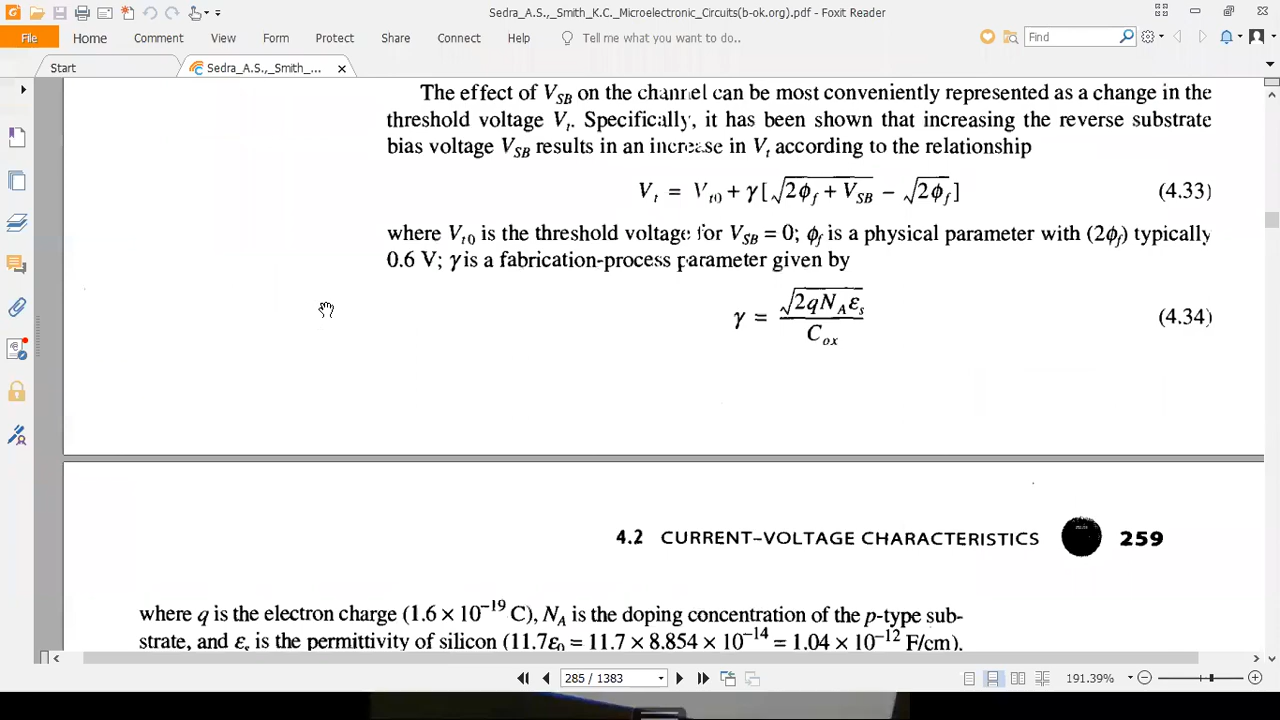 Sedra_A.S.,_Smith_K.C._Microelectronic_Circuits(b-ok.org).pdf - Foxit Reader
File Home Comment View Form Protect Share Connect Help Tell me what you want to do.. Find
Start Sedra_A.S.,_Smith_...
The effect of V_SB on the channel can be most conveniently represented as a change in the
threshold voltage V_t. Specifically, it has been shown that increasing the reverse substrate
bias voltage V_SB results in an increase in V_t according to the relationship
V_t = V_t0 + γ[√(2ϕ_f + V_SB) − √(2ϕ_f)] (4.33)
where V_t0 is the threshold voltage for V_SB = 0; ϕ_f is a physical parameter with (2ϕ_f) typically
0.6 V; γ is a fabrication-process parameter given by
γ = √(2qN_Aε_s) / C_ox (4.34)
4.2 CURRENT–VOLTAGE CHARACTERISTICS 259
where q is the electron charge (1.6 × 10⁻¹⁹ C), N_A is the doping concentration of the p-type sub-
strate, and ε_s is the permittivity of silicon (11.7ε_0 = 11.7 × 8.854 × 10⁻¹⁴ = 1.04 × 10⁻¹² F/cm).
285 / 1383 191.39%